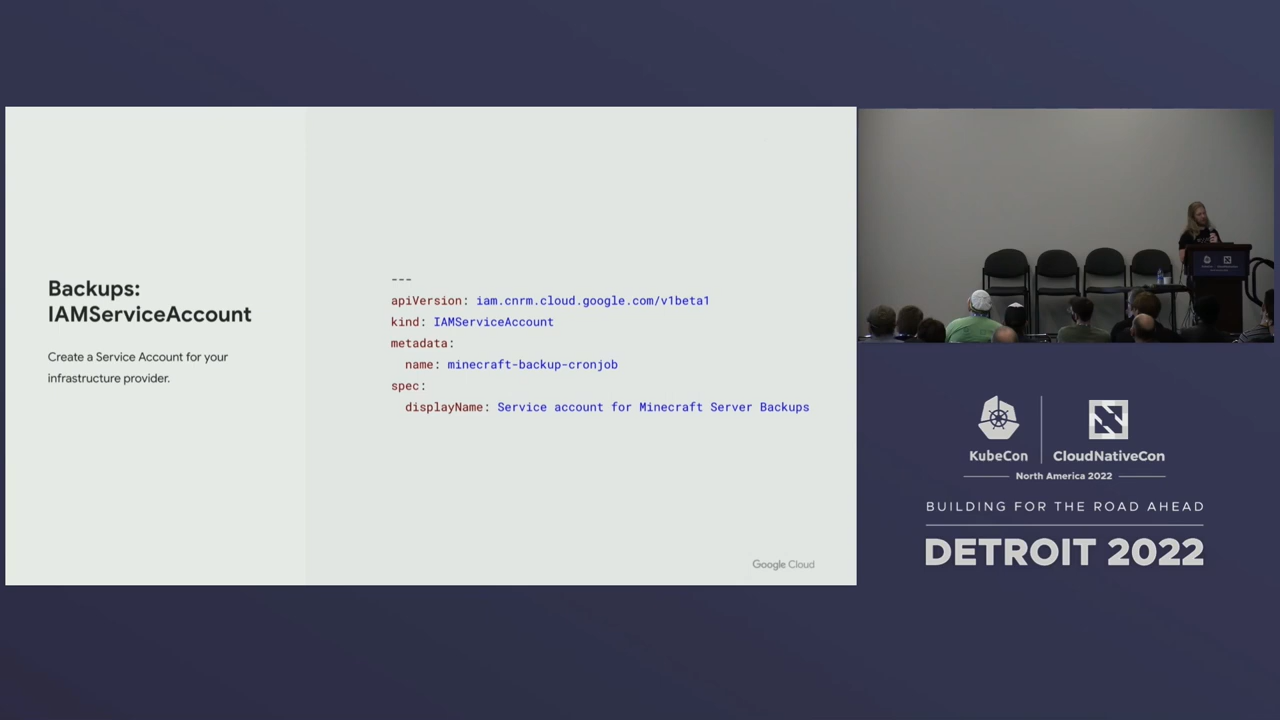 Backups:
IAMServiceAccount
Create a Service Account for your
infrastructure provider.
---
apiVersion: iam.cnrm.cloud.google.com/v1beta1
kind: IAMServiceAccount
metadata:
  name: minecraft-backup-cronjob
spec:
  displayName: Service account for Minecraft Server Backups
Google Cloud
KubeCon
CloudNativeCon
North America 2022
BUILDING FOR THE ROAD AHEAD
DETROIT 2022